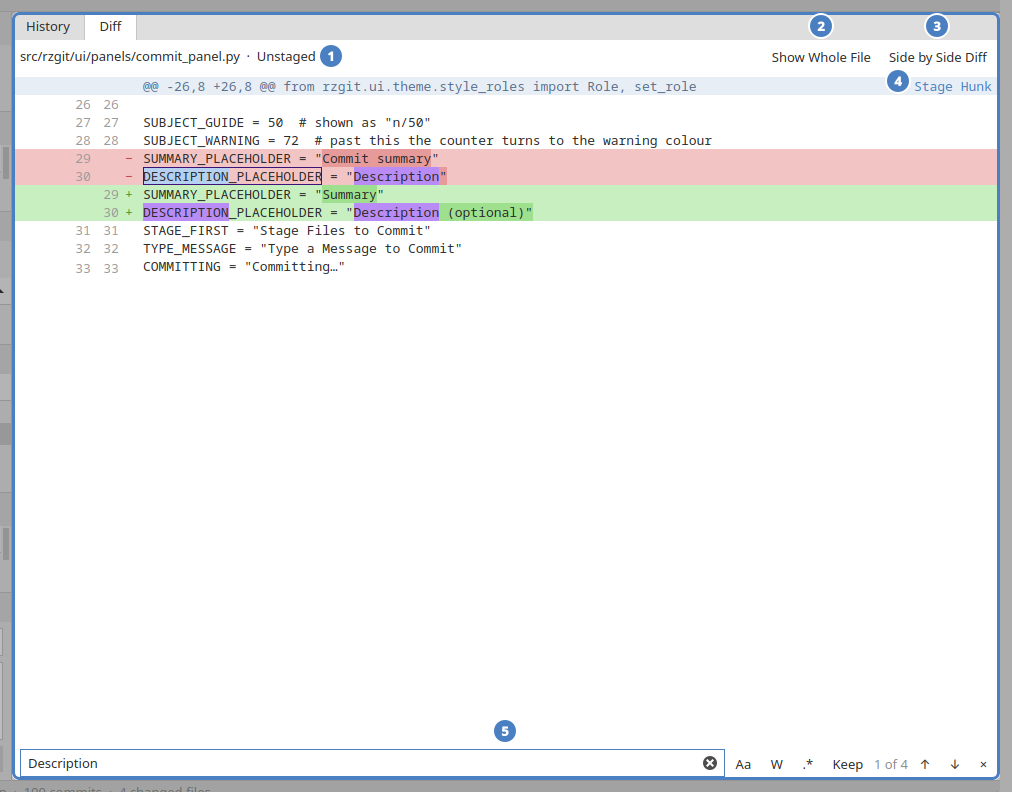 History Diff 2 3
src/rzgit/ui/panels/commit_panel.py · Unstaged 1 Show Whole File Side by Side Diff
@@ -26,8 +26,8 @@ from rzgit.ui.theme.style_roles import Role, set_role 4 Stage Hunk
26 26
27 27 SUBJECT_GUIDE = 50  # shown as "n/50"
28 28 SUBJECT_WARNING = 72  # past this the counter turns to the warning colour
29 − SUMMARY_PLACEHOLDER = "Commit summary"
30 − DESCRIPTION_PLACEHOLDER = "Description"
29 + SUMMARY_PLACEHOLDER = "Summary"
30 + DESCRIPTION_PLACEHOLDER = "Description (optional)"
31 31 STAGE_FIRST = "Stage Files to Commit"
32 32 TYPE_MESSAGE = "Type a Message to Commit"
33 33 COMMITTING = "Committing…"
5
Description Aa W .* Keep 1 of 4 ↑ ↓ ×
commits · 4 changed files